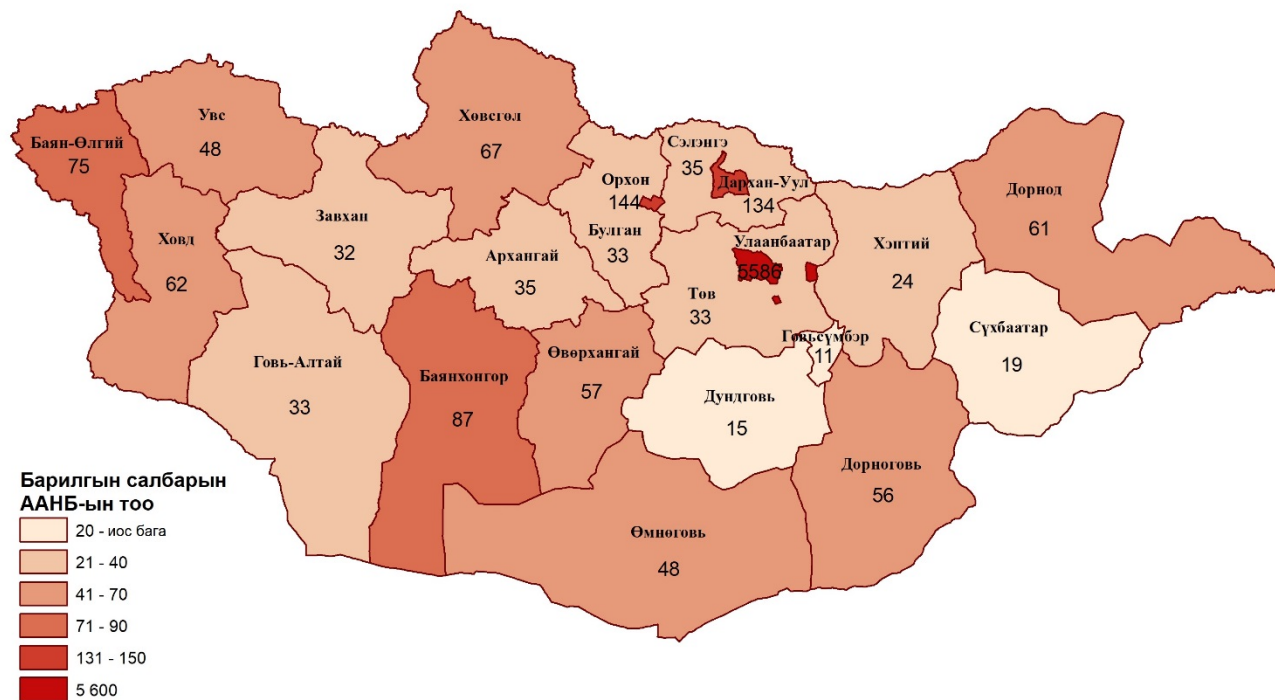 Увс
48
Баян-Өлгий
75
Ховд
62
Завхан
32
Говь-Алтай
33
Хөвсгөл
67
Архангай
35
Баянхонгор
87
Өвөрхангай
57
Орхон
144
Булган
33
Сэлэнгэ
35
Дархан-Уул
134
Улаанбаатар
5586
Төв
33
Говьсүмбэр
11
Дундговь
15
Өмнөговь
48
Дорноговь
56
Хэнтий
24
Сүхбаатар
19
Дорнод
61
Барилгын салбарын
ААНБ-ын тоо
20 - иос бага
21 - 40
41 - 70
71 - 90
131 - 150
5 600